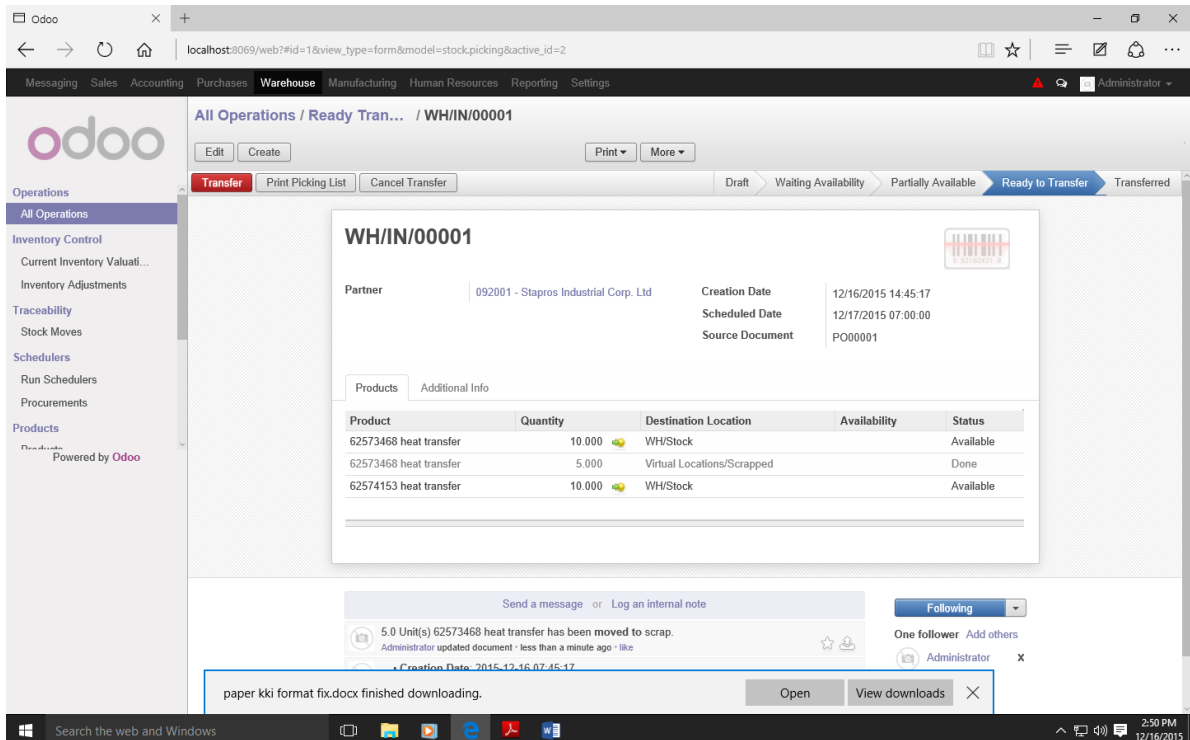 Odoo
localhost:8069/web?#id=1&view_type=form&model=stock.picking&active_id=2
Messaging Sales Accounting Purchases Warehouse Manufacturing Human Resources Reporting Settings Administrator
odoo
All Operations / Ready Tran... / WH/IN/00001
Edit Create Print More
Transfer Print Picking List Cancel Transfer Draft Waiting Availability Partially Available Ready to Transfer Transferred
Operations
All Operations
Inventory Control
Current Inventory Valuati...
Inventory Adjustments
Traceability
Stock Moves
Schedulers
Run Schedulers
Procurements
Products
Products
Powered by Odoo
WH/IN/00001
Partner 092001 - Stapros Industrial Corp. Ltd
Creation Date 12/16/2015 14:45:17
Scheduled Date 12/17/2015 07:00:00
Source Document PO00001
Products Additional Info
Product Quantity Destination Location Availability Status
62573468 heat transfer 10.000 WH/Stock Available
62573468 heat transfer 5.000 Virtual Locations/Scrapped Done
62574153 heat transfer 10.000 WH/Stock Available
Send a message or Log an internal note
5.0 Unit(s) 62573468 heat transfer has been moved to scrap.
Administrator updated document · less than a minute ago · like
• Creation Date: 2015-12-16 07:45:17
Following
One follower Add others
Administrator x
paper kki format fix.docx finished downloading. Open View downloads
Search the web and Windows
2:50 PM
12/16/2015